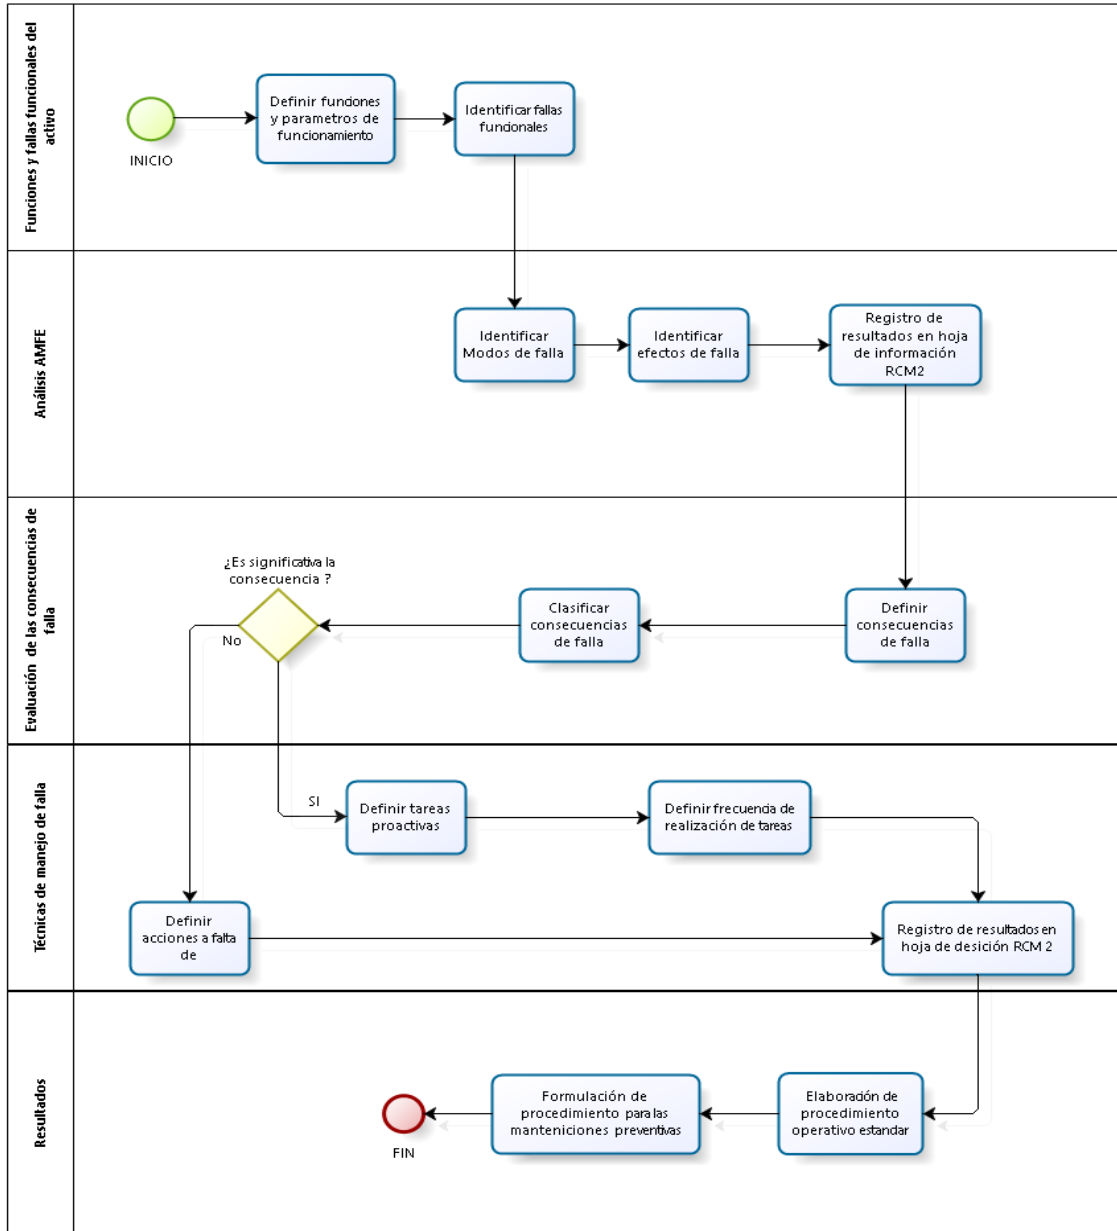 Funciones y fallas funcionales del
activo
INICIO
Definir funciones
y parametros de
funcionamiento
Identificar fallas
funcionales
Análisis AMFE
Identificar
Modos de falla
Identificar
efectos de falla
Registro de
resultados en hoja
de información
RCM2
Evaluación de las consecuencias de
falla
¿Es significativa la
consecuencia ?
No
Clasificar
consecuencias
de falla
Definir
consecuencias
de falla
Técnicas de manejo de falla
SI
Definir tareas
proactivas
Definir frecuencia de
realización de tareas
Definir
acciones a falta
de
Registro de resultados en
hoja de desición RCM 2
Resultados
FIN
Formulación de
procedimiento para las
manteniciones preventivas
Elaboración de
procedimiento
operativo estandar